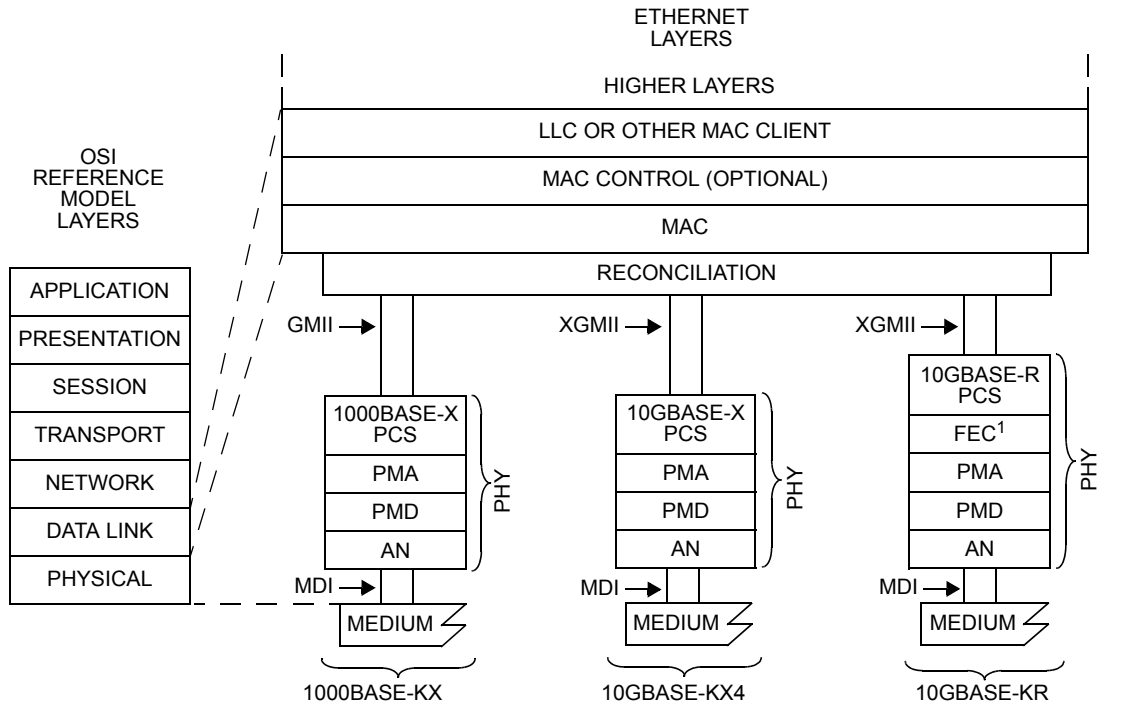 ETHERNET
LAYERS
HIGHER LAYERS
LLC OR OTHER MAC CLIENT
MAC CONTROL (OPTIONAL)
MAC
RECONCILIATION
OSI
REFERENCE
MODEL
LAYERS
APPLICATION
PRESENTATION
SESSION
TRANSPORT
NETWORK
DATA LINK
PHYSICAL
GMII
1000BASE-X
PCS
PMA
PMD
AN
PHY
MDI
MEDIUM
1000BASE-KX
XGMII
10GBASE-X
PCS
PMA
PMD
AN
PHY
MDI
MEDIUM
10GBASE-KX4
XGMII
10GBASE-R
PCS
FEC1
PMA
PMD
AN
PHY
MDI
MEDIUM
10GBASE-KR